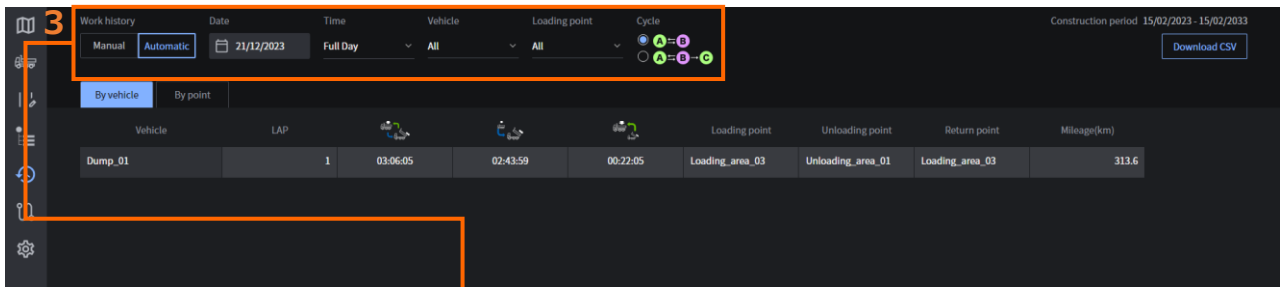 3
Work history Date Time Vehicle Loading point Cycle Construction period 15/02/2023 - 15/02/2033
Manual Automatic 21/12/2023 Full Day All All A B Download CSV
A B C
By vehicle By point
Vehicle LAP Loading point Unloading point Return point Mileage(km)
Dump_01 1 03:06:05 02:43:59 00:22:05 Loading_area_03 Unloading_area_01 Loading_area_03 313.6